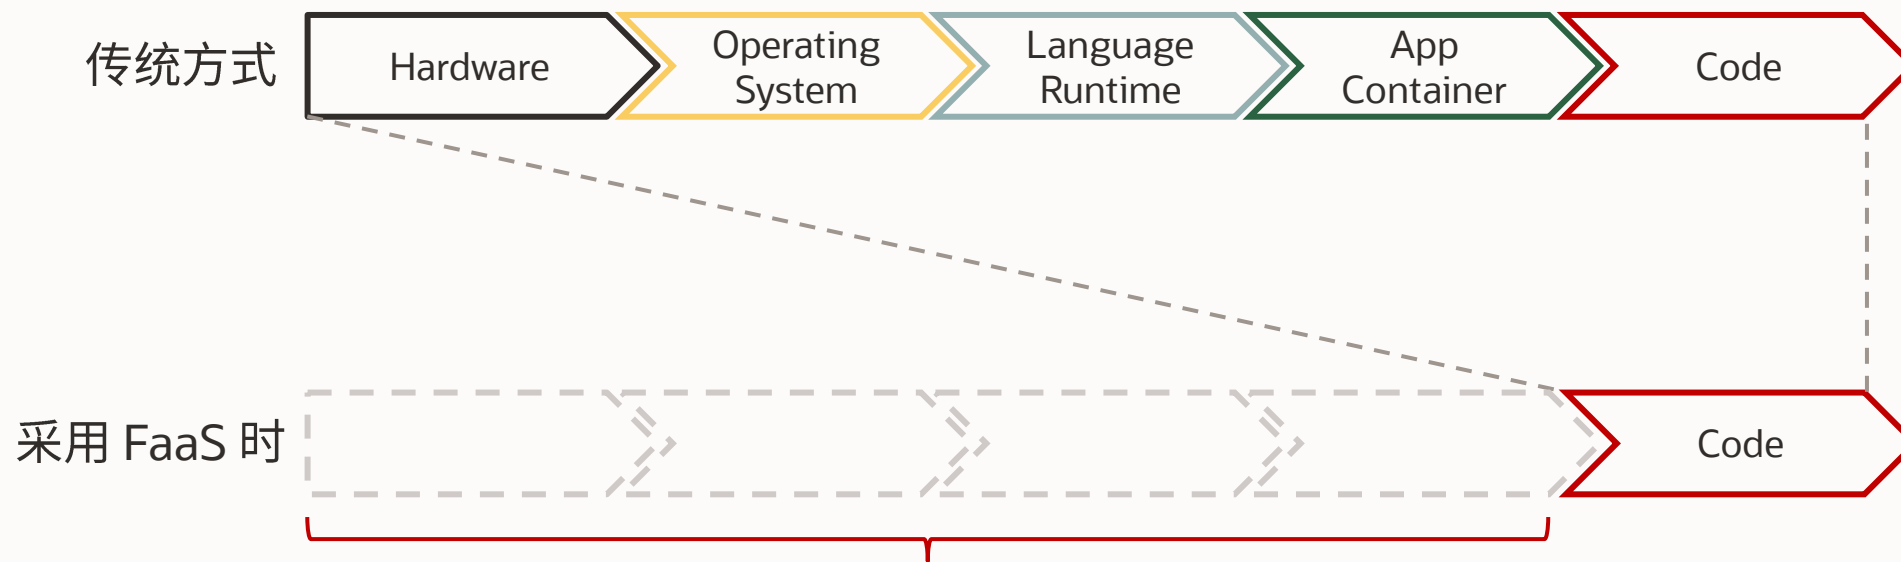 传统方式
Hardware
Operating
System
Language
Runtime
App
Container
Code
采用 FaaS 时
Code